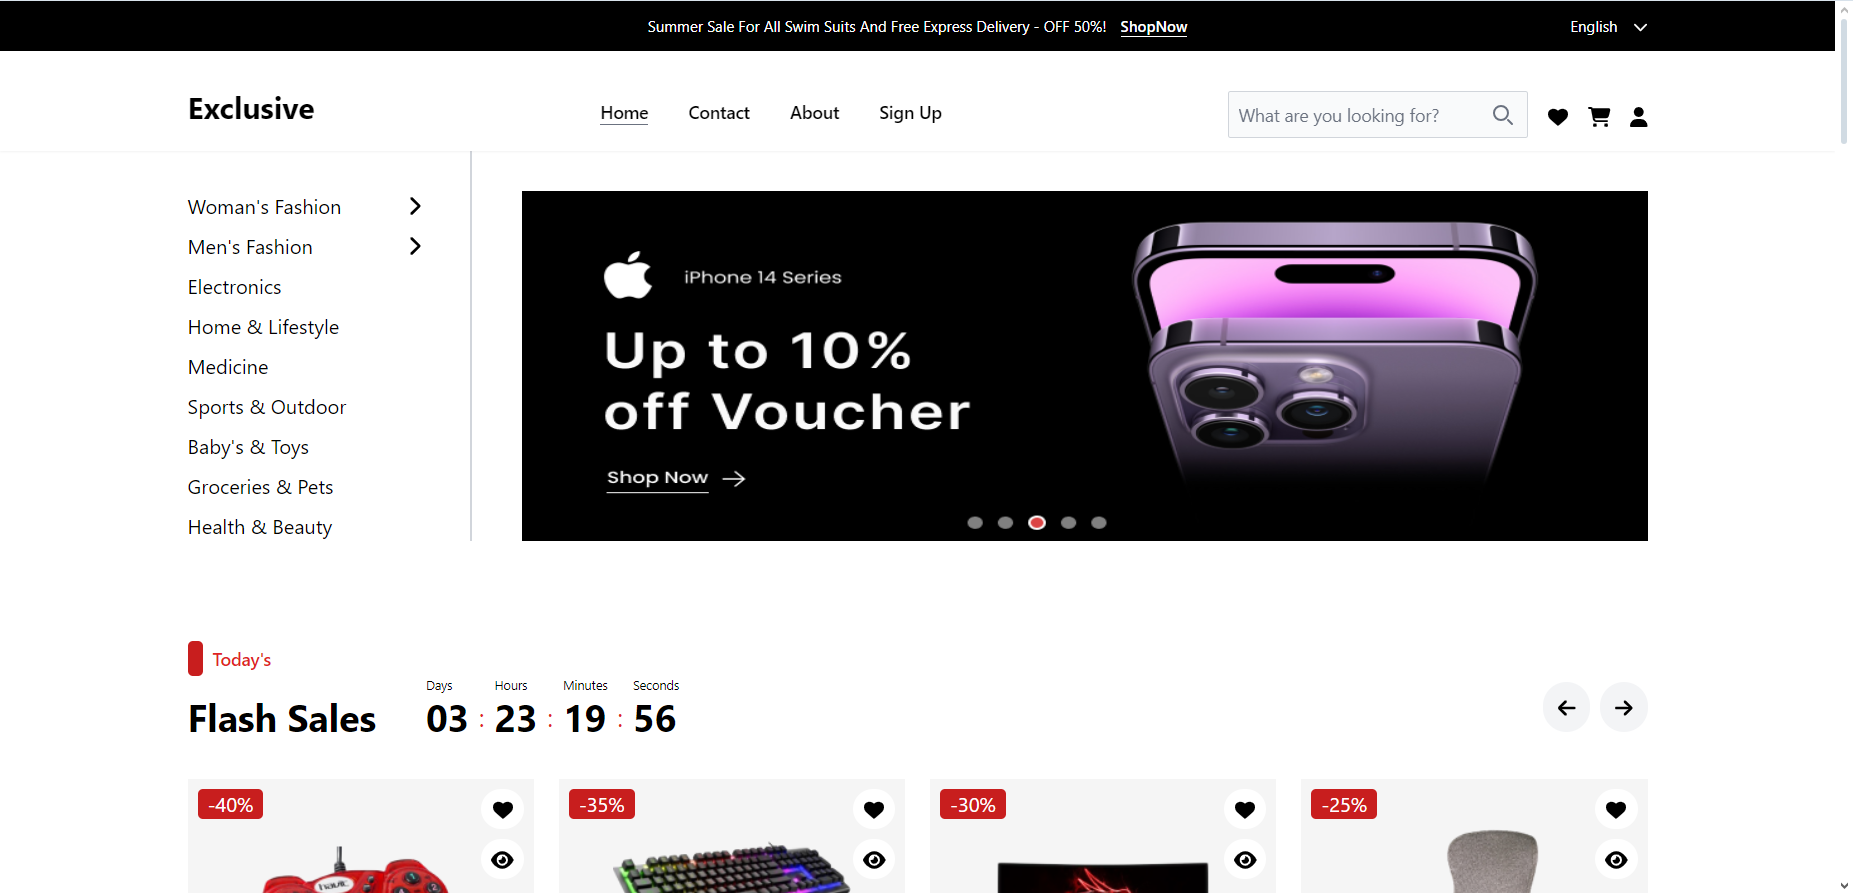 Summer Sale For All Swim Suits And Free Express Delivery - OFF 50%! ShopNow
English
Exclusive
Home Contact About Sign Up
What are you looking for?
Woman's Fashion
Men's Fashion
Electronics
Home & Lifestyle
Medicine
Sports & Outdoor
Baby's & Toys
Groceries & Pets
Health & Beauty
iPhone 14 Series
Up to 10%
off Voucher
Shop Now
Today's
Days Hours Minutes Seconds
Flash Sales 03 : 23 : 19 : 56
-40%
-35%
-30%
-25%
havit